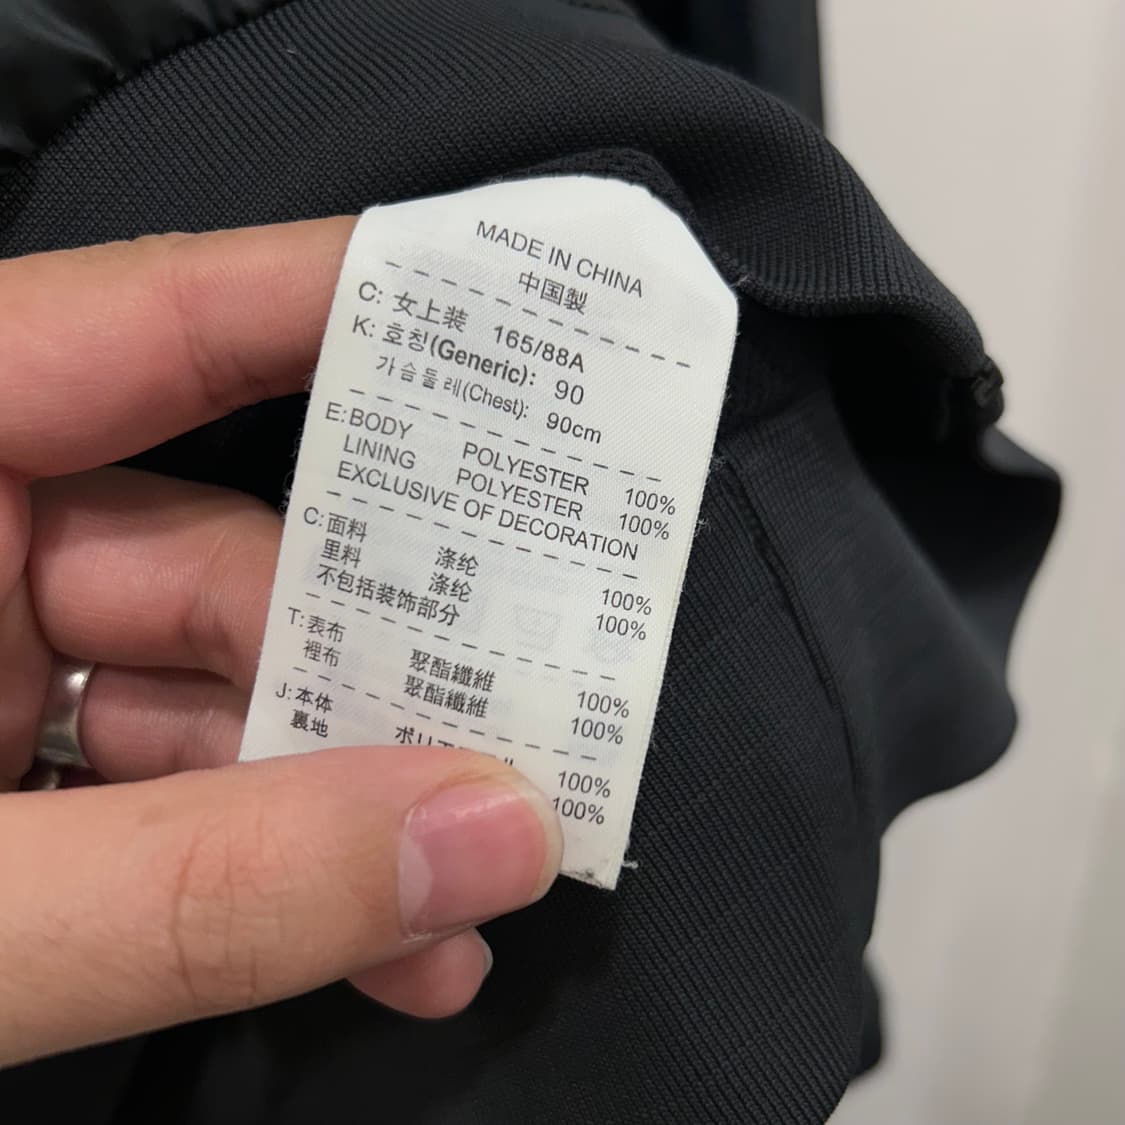 MADE IN CHINA
中国製
C: 女上装 165/88A
K: 호칭(Generic): 90
가슴둘레(Chest): 90cm
E: BODY POLYESTER 100%
LINING POLYESTER 100%
EXCLUSIVE OF DECORATION
C: 面料 涤纶 100%
里料 涤纶 100%
不包括装饰部分
T: 表布 聚酯纖維 100%
裡布 聚酯纖維 100%
J: 本体 100%
裏地 100%